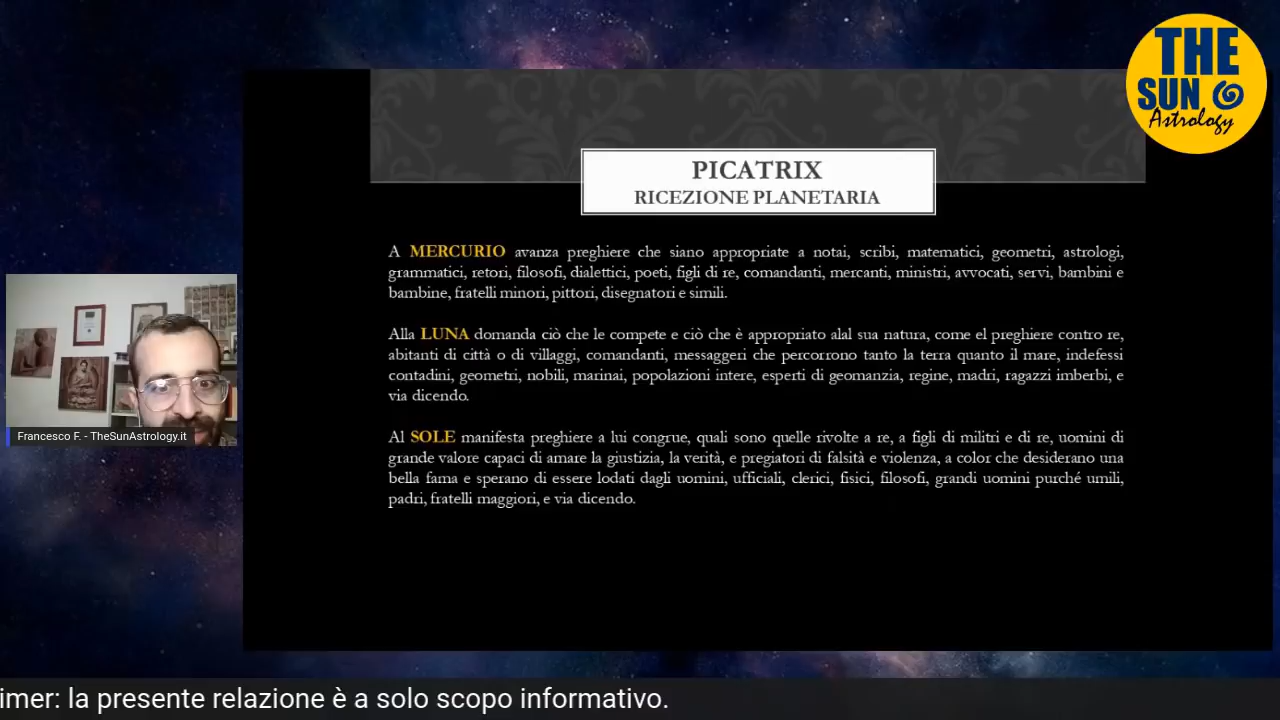 THE
SUN
Astrology
PICATRIX
RICEZIONE PLANETARIA
A MERCURIO avanza preghiere che siano appropriate a notai, scribi, matematici, geometri, astrologi,
grammatici, retori, filosofi, dialettici, poeti, figli di re, comandanti, mercanti, ministri, avvocati, servi, bambini e
bambine, fratelli minori, pittori, disegnatori e simili.
Alla LUNA domanda ciò che le compete e ciò che è appropriato alal sua natura, come el preghiere contro re,
abitanti di città o di villaggi, comandanti, messaggeri che percorrono tanto la terra quanto il mare, indefessi
contadini, geometri, nobili, marinai, popolazioni intere, esperti di geomanzia, regine, madri, ragazzi imberbi, e
via dicendo.
Al SOLE manifesta preghiere a lui congrue, quali sono quelle rivolte a re, a figli di militri e di re, uomini di
grande valore capaci di amare la giustizia, la verità, e pregiatori di falsità e violenza, a color che desiderano una
bella fama e sperano di essere lodati dagli uomini, ufficiali, clerici, fisici, filosofi, grandi uomini purché umili,
padri, fratelli maggiori, e via dicendo.
Francesco F. - TheSunAstrology.it
imer: la presente relazione è a solo scopo informativo.